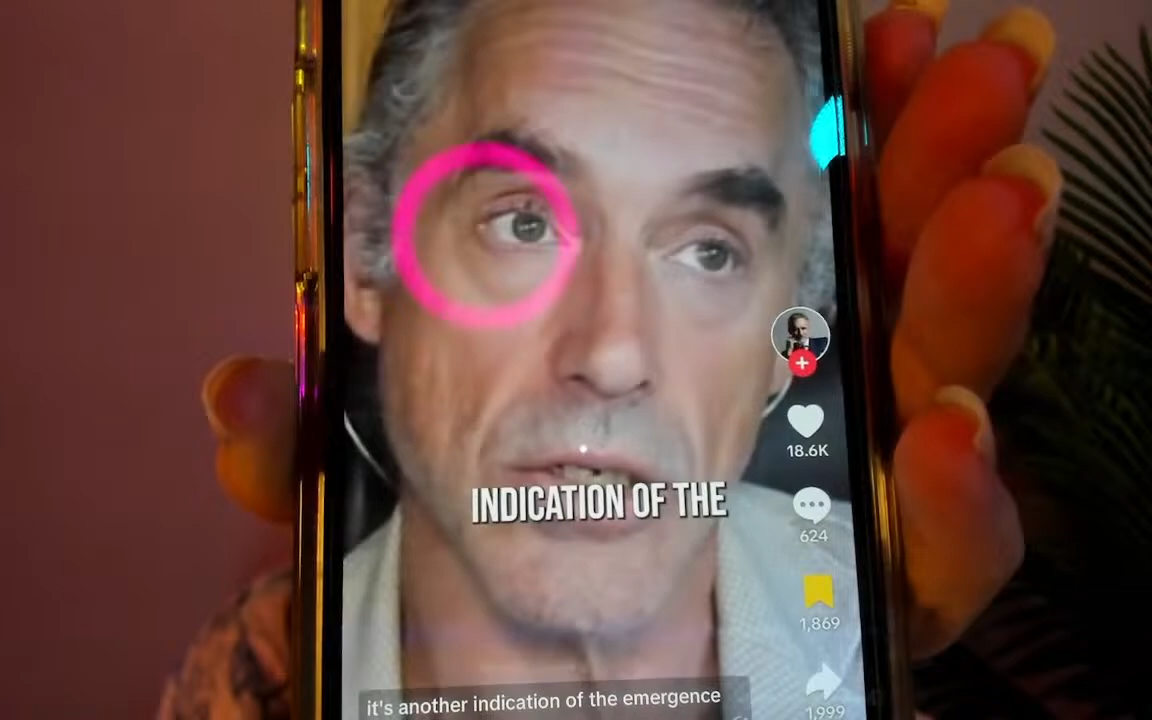 18.6K
INDICATION OF THE
624
1,869
it's another indication of the emergence
1,999